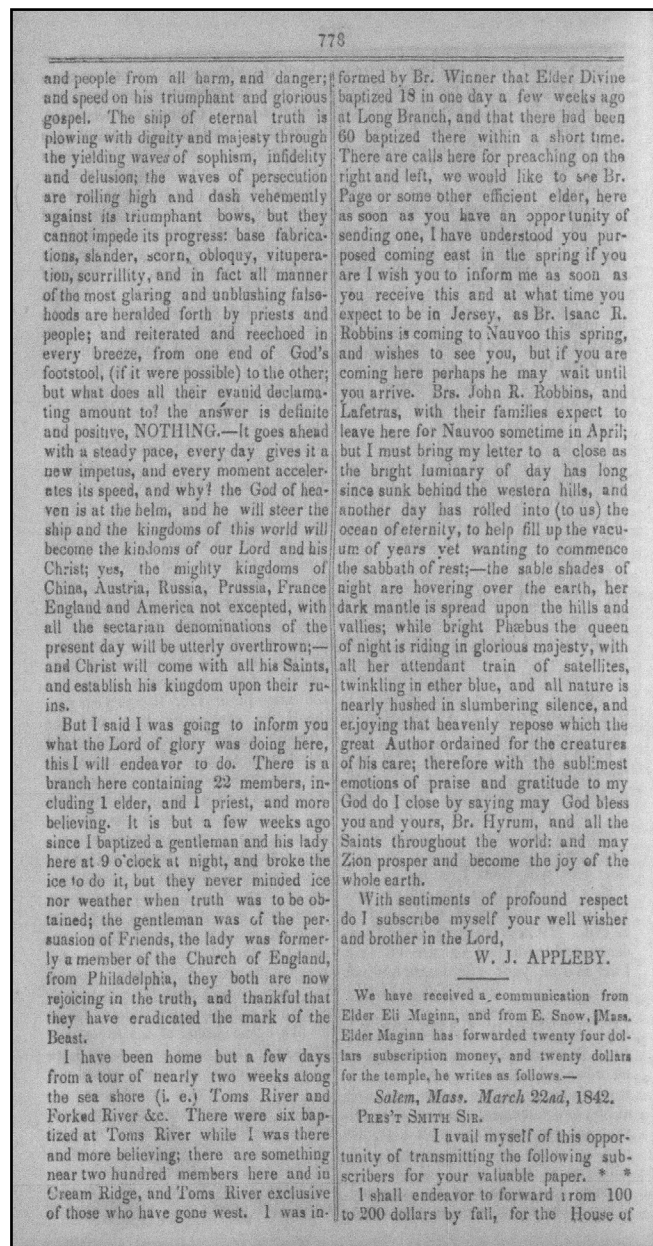 778
and people from all harm, and danger;
and speed on his triumphant and glorious
gospel. The ship of eternal truth is
plowing with dignity and majesty through
the yielding waves of sophism, infidelity
and delusion; the waves of persecution
are rolling high and dash vehemently
against its triumphant bows, but they
cannot impede its progress: base fabrica-
tions, slander, scorn, obloquy, vitupera-
tion, scurrillity, and in fact all manner
of the most glaring and unblushing false-
hoods are heralded forth by priests and
people; and reiterated and reechoed in
every breeze, from one end of God's
footstool, (if it were possible) to the other;
but what does all their evanid declama-
ting amount to? the answer is definite
and positive, NOTHING.—It goes ahead
with a steady pace, every day gives it a
new impetus, and every moment acceler-
ates its speed, and why? the God of hea-
ven is at the helm, and he will steer the
ship and the kingdoms of this world will
become the kindoms of our Lord and his
Christ; yes, the mighty kingdoms of
China, Austria, Russia, Prussia, France
England and America not excepted, with
all the sectarian denominations of the
present day will be utterly overthrown;—
and Christ will come with all his Saints,
and establish his kingdom upon their ru-
ins.
But I said I was going to inform you
what the Lord of glory was doing here,
this I will endeavor to do. There is a
branch here containing 22 members, in-
cluding 1 elder, and 1 priest, and more
believing. It is but a few weeks ago
since I baptized a gentleman and his lady
here at 9 o'clock at night, and broke the
ice to do it, but they never minded ice
nor weather when truth was to be ob-
tained; the gentleman was of the per-
suasion of Friends, the lady was former-
ly a member of the Church of England,
from Philadelphia, they both are now
rejoicing in the truth, and thankful that
they have eradicated the mark of the
Beast.
I have been home but a few days
from a tour of nearly two weeks along
the sea shore (i. e.) Toms River and
Forked River &c. There were six bap-
tized at Toms River while I was there
and more believing; there are something
near two hundred members here and in
Cream Ridge, and Toms River exclusive
of those who have gone west. I was in-
formed by Br. Winner that Elder Divine
baptized 18 in one day a few weeks ago
at Long Branch, and that there had been
60 baptized there within a short time.
There are calls here for preaching on the
right and left, we would like to see Br.
Page or some other efficient elder, here
as soon as you have an opportunity of
sending one, I have understood you pur-
posed coming east in the spring if you
are I wish you to inform me as soon as
you receive this and at what time you
expect to be in Jersey, as Br. Isaac R.
Robbins is coming to Nauvoo this spring,
and wishes to see you, but if you are
coming here perhaps he may wait until
you arrive. Brs. John R. Robbins, and
Lafetras, with their families expect to
leave here for Nauvoo sometime in April;
but I must bring my letter to a close as
the bright luminary of day has long
since sunk behind the western hills, and
another day has rolled into (to us) the
ocean of eternity, to help fill up the vacu-
um of years yet wanting to commence
the sabbath of rest;—the sable shades of
night are hovering over the earth, her
dark mantle is spread upon the hills and
vallies; while bright Phæbus the queen
of night is riding in glorious majesty, with
all her attendant train of satellites,
twinkling in ether blue, and all nature is
nearly hushed in slumbering silence, and
enjoying that heavenly repose which the
great Author ordained for the creatures
of his care; therefore with the sublimest
emotions of praise and gratitude to my
God do I close by saying may God bless
you and yours, Br. Hyrum, and all the
Saints throughout the world: and may
Zion prosper and become the joy of the
whole earth.
With sentiments of profound respect
do I subscribe myself your well wisher
and brother in the Lord,
W. J. APPLEBY.
We have received a communication from
Elder Eli Maginn, and from E. Snow, Mass.
Elder Maginn has forwarded twenty four dol-
lars subscription money, and twenty dollars
for the temple, he writes as follows.—
Salem, Mass. March 22nd, 1842.
PRES'T SMITH SIR.
I avail myself of this oppor-
tunity of transmitting the following sub-
scribers for your valuable paper. * *
I shall endeavor to forward from 100
to 200 dollars by fall, for the House of